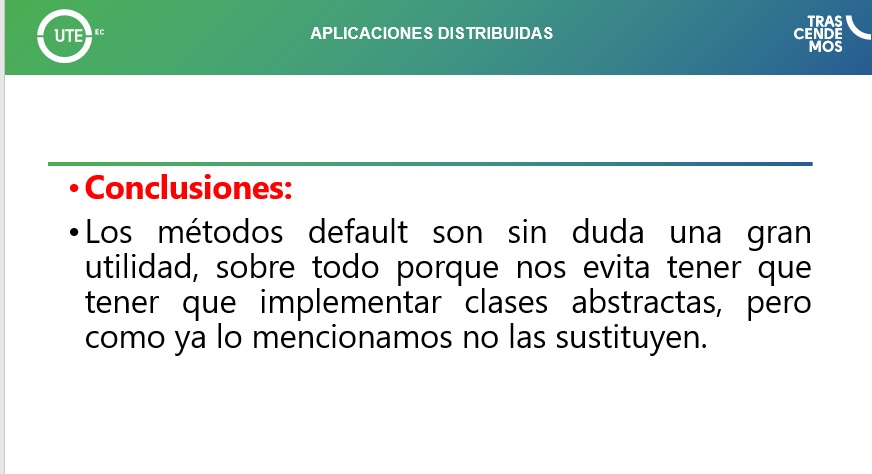 UTE EC
APLICACIONES DISTRIBUIDAS
TRAS
CENDE
MOS
• Conclusiones:
• Los métodos default son sin duda una gran
utilidad, sobre todo porque nos evita tener que
tener que implementar clases abstractas, pero
como ya lo mencionamos no las sustituyen.